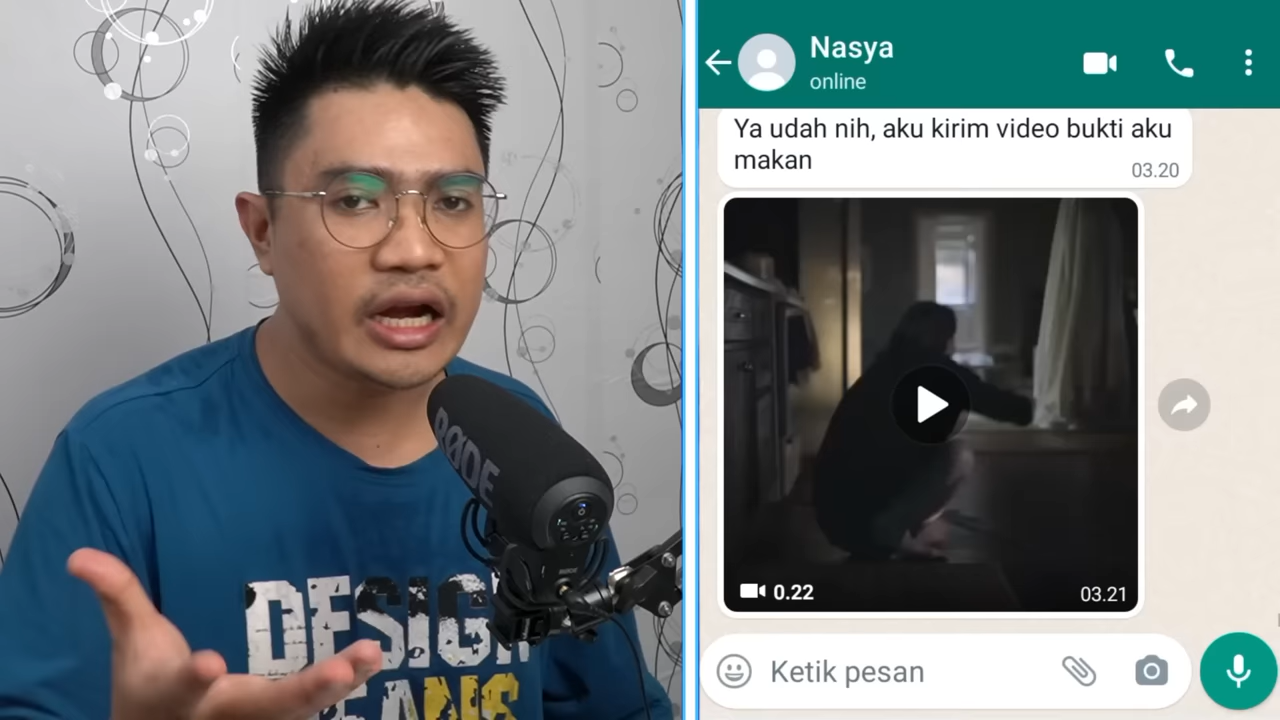 RØDE
DESIGN
JEANS
Nasya
online
Ya udah nih, aku kirim video bukti aku
makan
03.20
0.22
03.21
Ketik pesan